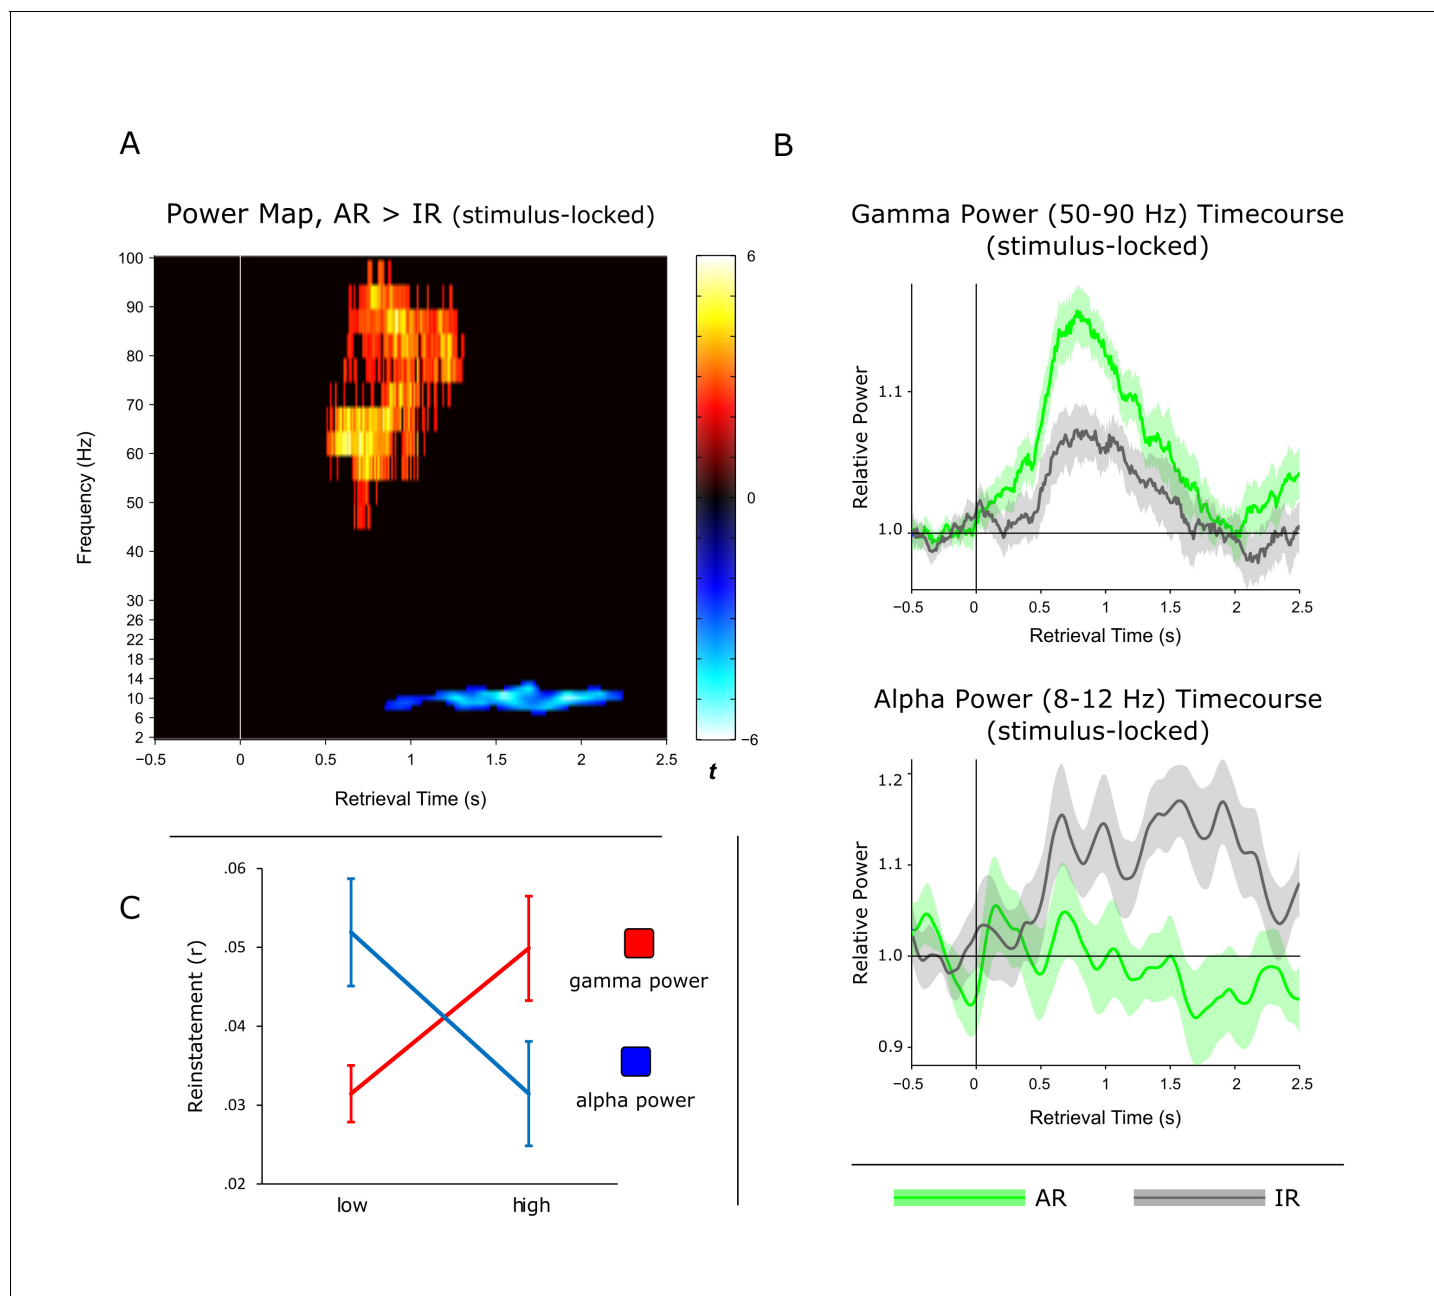 A
Power Map, AR > IR (stimulus-locked)
100
90
80
70
60
50
40
30
26
22
18
14
10
6
2
Frequency (Hz)
−0.5 0 0.5 1 1.5 2 2.5
Retrieval Time (s)
6
0
−6
t
B
Gamma Power (50-90 Hz) Timecourse
(stimulus-locked)
1.1
1.0
Relative Power
−0.5 0 0.5 1 1.5 2 2.5
Retrieval Time (s)
Alpha Power (8-12 Hz) Timecourse
(stimulus-locked)
1.2
1.1
1.0
0.9
Relative Power
−0.5 0 0.5 1 1.5 2 2.5
Retrieval Time (s)
AR IR
C
.06
.05
.04
.03
.02
Reinstatement (r)
low high
gamma power
alpha power